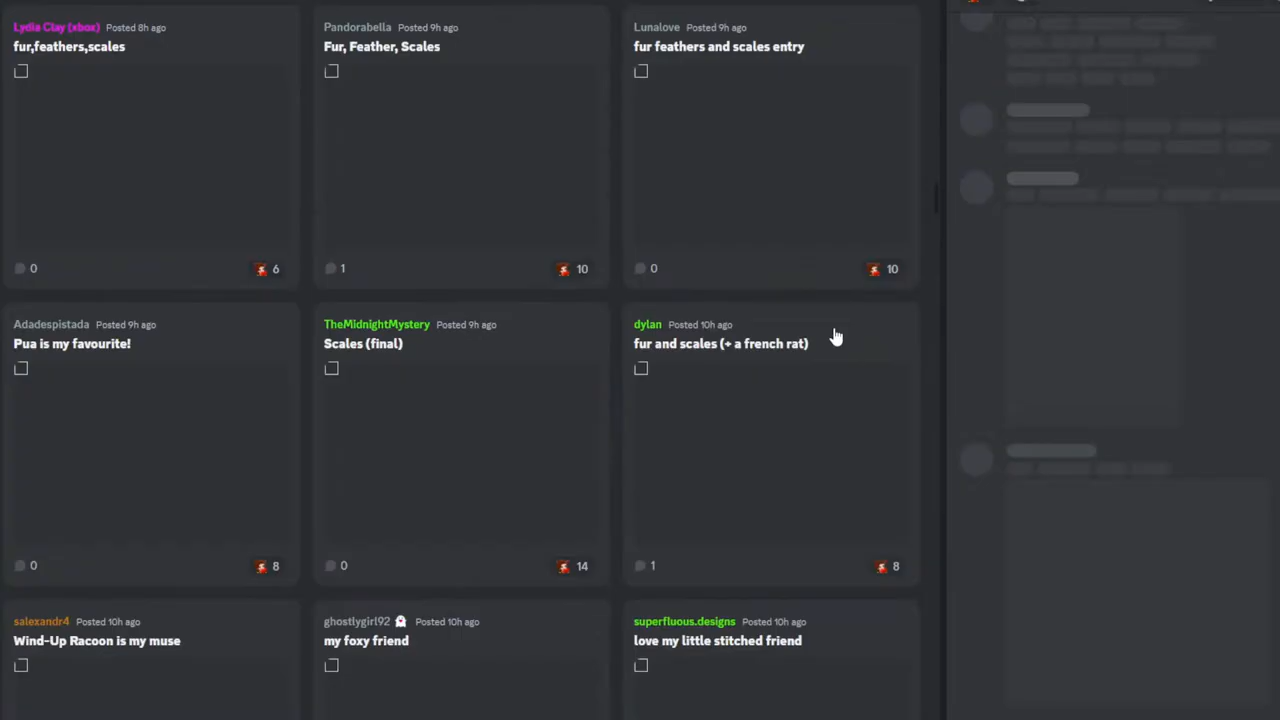 Lydia Clay (xbox) Posted 8h ago
fur,feathers,scales
0 6
Pandorabella Posted 9h ago
Fur, Feather, Scales
1 10
Lunalove Posted 9h ago
fur feathers and scales entry
0 10
Adadespistada Posted 9h ago
Pua is my favourite!
0 8
TheMidnightMystery Posted 9h ago
Scales (final)
0 14
dylan Posted 10h ago
fur and scales (+ a french rat)
1 8
salexandr4 Posted 10h ago
Wind-Up Racoon is my muse
ghostlygirl92 Posted 10h ago
my foxy friend
superfluous.designs Posted 10h ago
love my little stitched friend